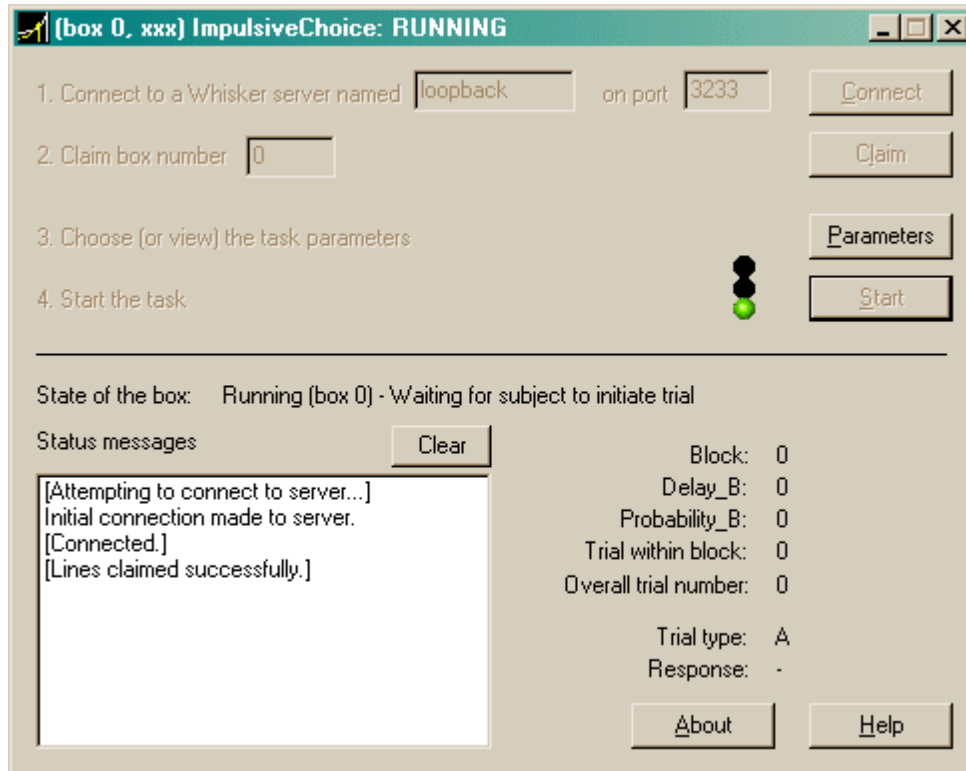 (box 0, xxx) ImpulsiveChoice: RUNNING
1. Connect to a Whisker server named loopback on port 3233 Connect
2. Claim box number 0 Claim
3. Choose (or view) the task parameters Parameters
4. Start the task Start
State of the box: Running (box 0) - Waiting for subject to initiate trial
Status messages Clear
[Attempting to connect to server...]
Initial connection made to server.
[Connected.]
[Lines claimed successfully.]
Block: 0
Delay_B: 0
Probability_B: 0
Trial within block: 0
Overall trial number: 0
Trial type: A
Response: -
About Help